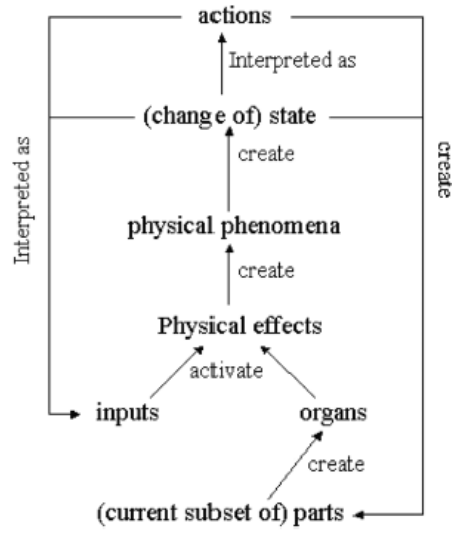 actions
Interpreted as
(change of) state
create
physical phenomena
create
Physical effects
activate
inputs
organs
create
(current subset of) parts
Interpreted as
create